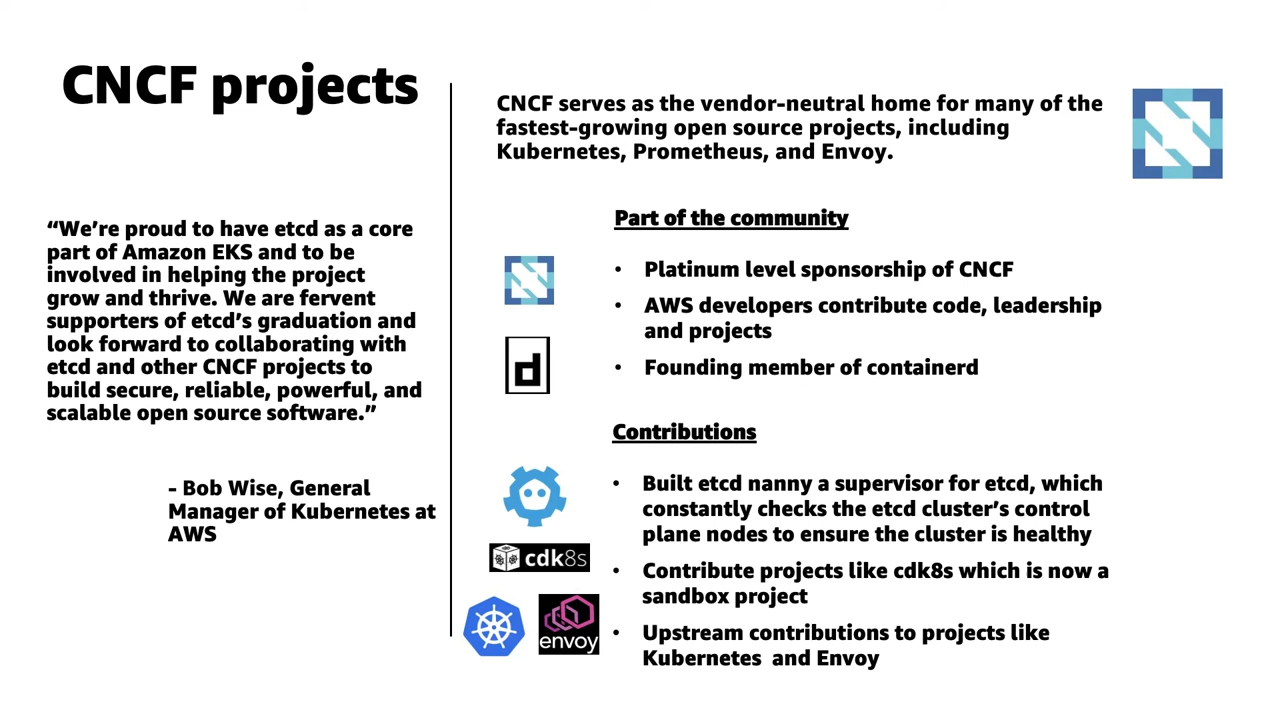 CNCF projects
“We’re proud to have etcd as a core
part of Amazon EKS and to be
involved in helping the project
grow and thrive. We are fervent
supporters of etcd’s graduation and
look forward to collaborating with
etcd and other CNCF projects to
build secure, reliable, powerful, and
scalable open source software.”
- Bob Wise, General
Manager of Kubernetes at
AWS
CNCF serves as the vendor-neutral home for many of the
fastest-growing open source projects, including
Kubernetes, Prometheus, and Envoy.
Part of the community
• Platinum level sponsorship of CNCF
• AWS developers contribute code, leadership
and projects
• Founding member of containerd
d
Contributions
• Built etcd nanny a supervisor for etcd, which
constantly checks the etcd cluster’s control
plane nodes to ensure the cluster is healthy
cdk8s
• Contribute projects like cdk8s which is now a
sandbox project
envoy
• Upstream contributions to projects like
Kubernetes  and Envoy